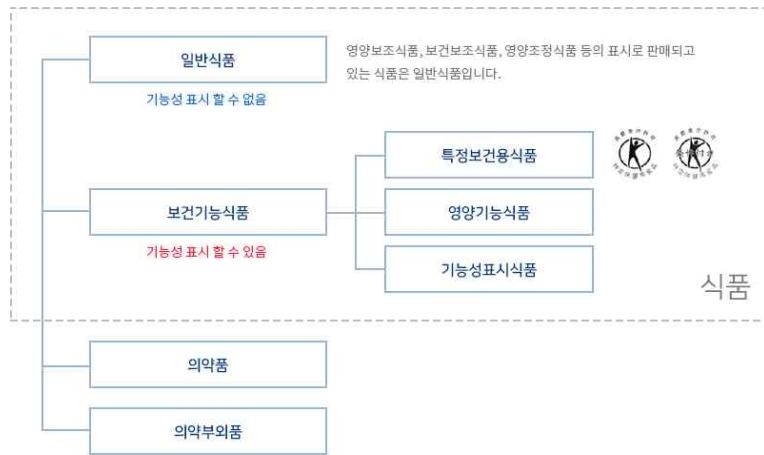 일반식품
영양보조식품, 보건보조식품, 영양조정식품 등의 표시로 판매되고
있는 식품은 일반식품입니다.
기능성 표시 할 수 없음
특정보건용식품
보건기능식품
영양기능식품
기능성 표시 할 수 있음
기능성표시식품
식품
의약품
의약부외품